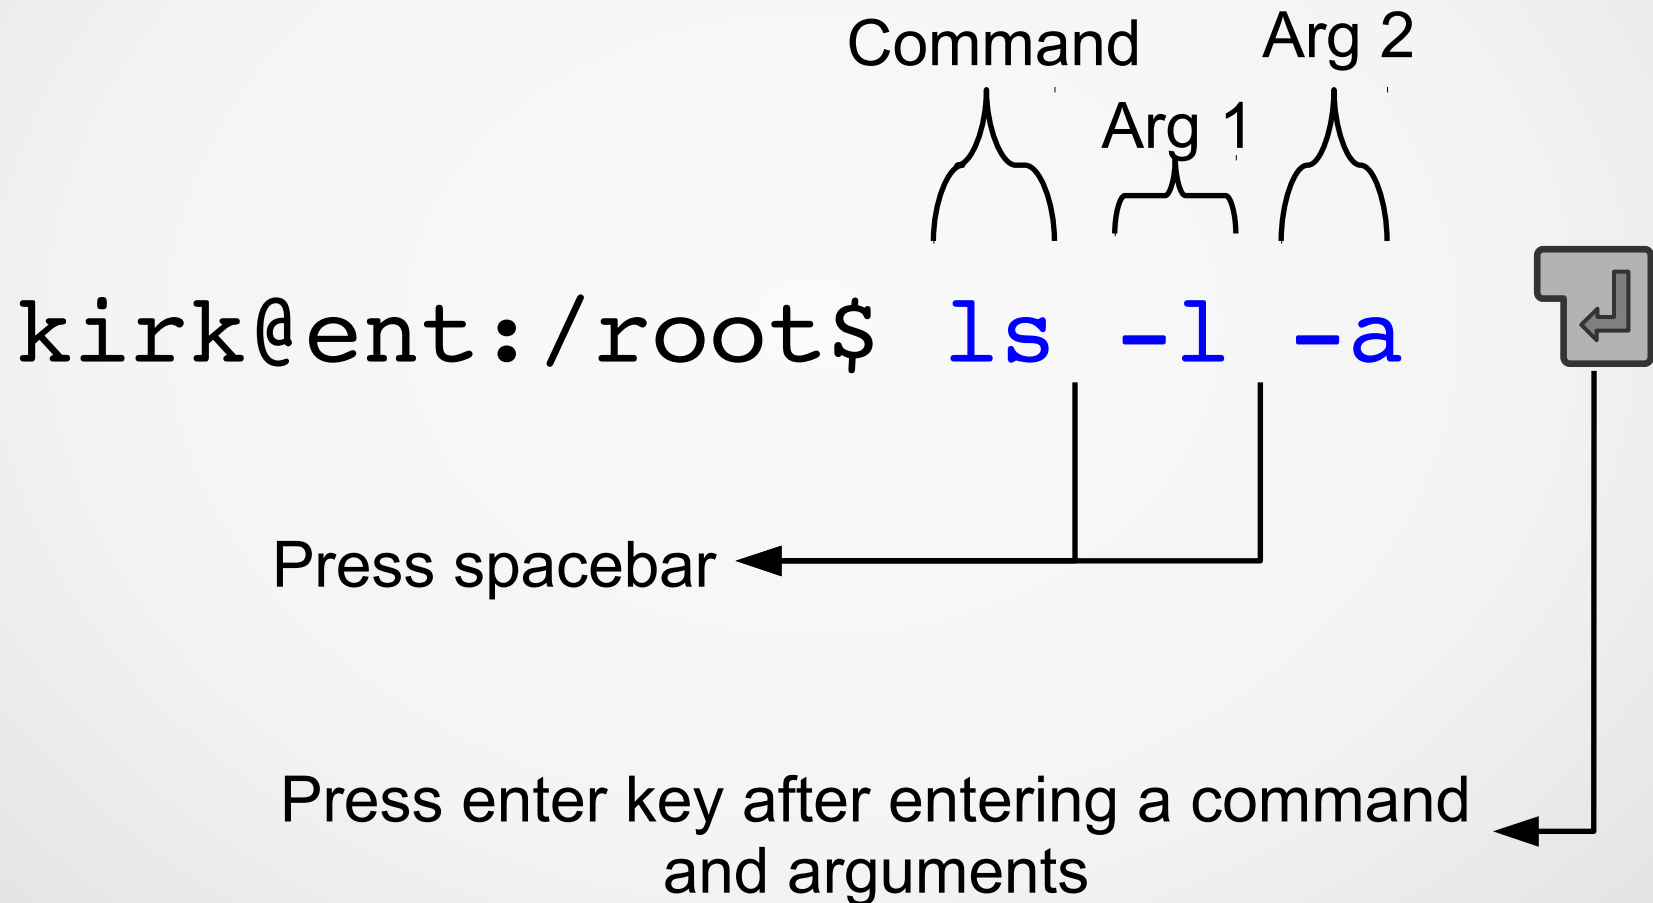 Command
Arg 2
Arg 1
kirk@ent:/root$ ls -l -a
Press spacebar
Press enter key after entering a command
and arguments